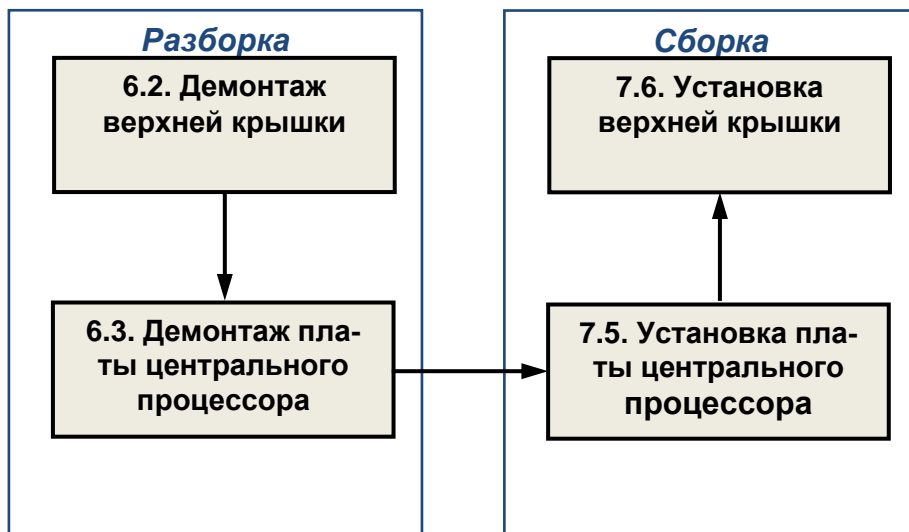 Разборка
6.2. Демонтаж
верхней крышки
6.3. Демонтаж пла-
ты центрального
процессора
Сборка
7.6. Установка
верхней крышки
7.5. Установка пла-
ты центрального
процессора